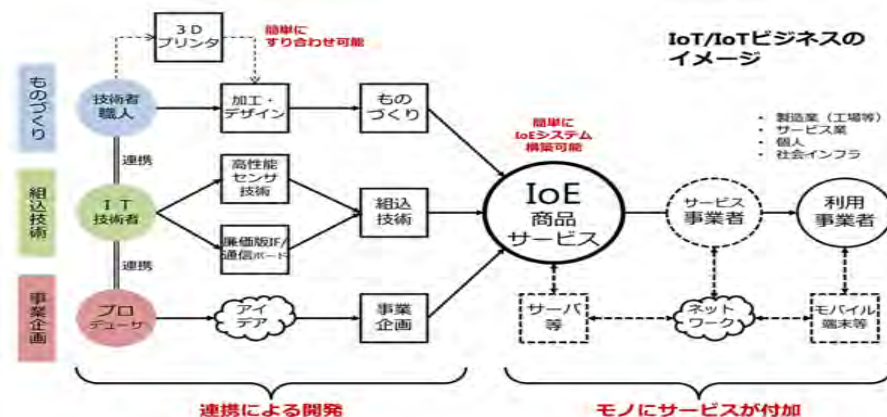 IoT/IoTビジネスの
イメージ
３Ｄ
プリンタ
簡単に
すり合わせ可能
ものづくり
技術者
職人
加工・
デザイン
もの
づくり
連携
簡単に
IoEシステム
構築可能
• 製造業（工場等）
• サービス業
• 個人
• 社会インフラ
組込技術
ＩＴ
技術者
高性能
センサ
技術
廉価版IF/
通信ボード
組込
技術
IoE
商品
サービス
サービス
事業者
利用
事業者
連携
事業企画
プロ
デューサ
アイ
デア
事業
企画
サーバ
等
ネット
ワーク
モバイル
端末等
連携による開発
モノにサービスが付加